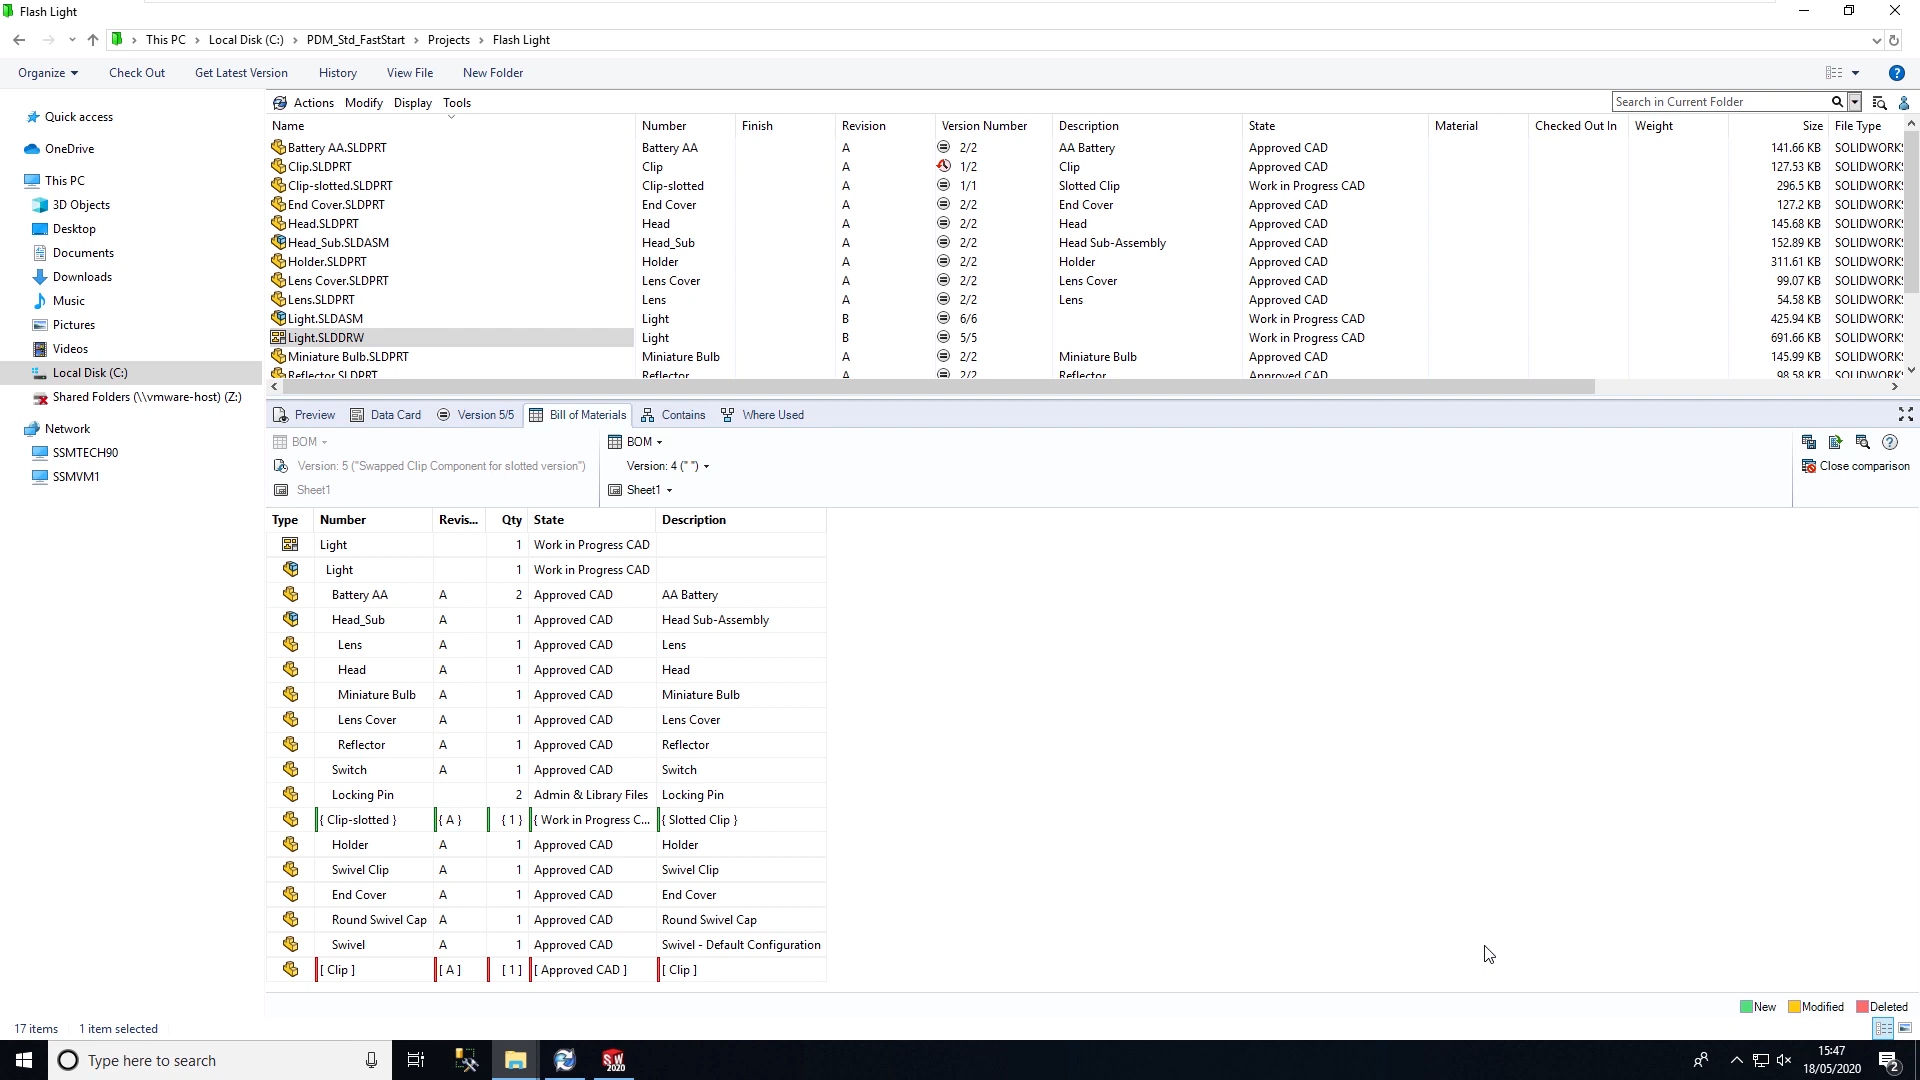 Flash Light
This PC > Local Disk (C:) > PDM_Std_FastStart > Projects > Flash Light
Organize Check Out Get Latest Version History View File New Folder
Quick access
OneDrive
This PC
3D Objects
Desktop
Documents
Downloads
Music
Pictures
Videos
Local Disk (C:)
Shared Folders (\\vmware-host) (Z:)
Network
SSMTECH90
SSMVM1
Actions Modify Display Tools Search in Current Folder
Name Number Finish Revision Version Number Description State Material Checked Out In Weight Size File Type
Battery AA.SLDPRT Battery AA A 2/2 AA Battery Approved CAD 141.66 KB SOLIDWORKS
Clip.SLDPRT Clip A 1/2 Clip Approved CAD 127.53 KB SOLIDWORKS
Clip-slotted.SLDPRT Clip-slotted A 1/1 Slotted Clip Work in Progress CAD 296.5 KB SOLIDWORKS
End Cover.SLDPRT End Cover A 2/2 End Cover Approved CAD 127.2 KB SOLIDWORKS
Head.SLDPRT Head A 2/2 Head Approved CAD 145.68 KB SOLIDWORKS
Head_Sub.SLDASM Head_Sub A 2/2 Head Sub-Assembly Approved CAD 152.89 KB SOLIDWORKS
Holder.SLDPRT Holder A 2/2 Holder Approved CAD 311.61 KB SOLIDWORKS
Lens Cover.SLDPRT Lens Cover A 2/2 Lens Cover Approved CAD 99.07 KB SOLIDWORKS
Lens.SLDPRT Lens A 2/2 Lens Approved CAD 54.58 KB SOLIDWORKS
Light.SLDASM Light B 6/6 Work in Progress CAD 425.94 KB SOLIDWORKS
Light.SLDDRW Light B 5/5 Work in Progress CAD 691.66 KB SOLIDWORKS
Miniature Bulb.SLDPRT Miniature Bulb A 2/2 Miniature Bulb Approved CAD 145.99 KB SOLIDWORKS
Reflector.SLDPRT Reflector A 2/2 Reflector Approved CAD 98.58 KB SOLIDWORKS
Preview Data Card Version 5/5 Bill of Materials Contains Where Used
BOM BOM
Version: 5 ("Swapped Clip Component for slotted version") Version: 4 (" ") Close comparison
Sheet1 Sheet1
Type Number Revis... Qty State Description
Light 1 Work in Progress CAD
Light 1 Work in Progress CAD
Battery AA A 2 Approved CAD AA Battery
Head_Sub A 1 Approved CAD Head Sub-Assembly
Lens A 1 Approved CAD Lens
Head A 1 Approved CAD Head
Miniature Bulb A 1 Approved CAD Miniature Bulb
Lens Cover A 1 Approved CAD Lens Cover
Reflector A 1 Approved CAD Reflector
Switch A 1 Approved CAD Switch
Locking Pin 2 Admin & Library Files Locking Pin
{ Clip-slotted } { A } { 1 } { Work in Progress C... { Slotted Clip }
Holder A 1 Approved CAD Holder
Swivel Clip A 1 Approved CAD Swivel Clip
End Cover A 1 Approved CAD End Cover
Round Swivel Cap A 1 Approved CAD Round Swivel Cap
Swivel A 1 Approved CAD Swivel - Default Configuration
[ Clip ] [ A ] [ 1 ] [ Approved CAD ] [ Clip ]
New Modified Deleted
17 items 1 item selected
Type here to search
SW 2020
15:47
18/05/2020
2